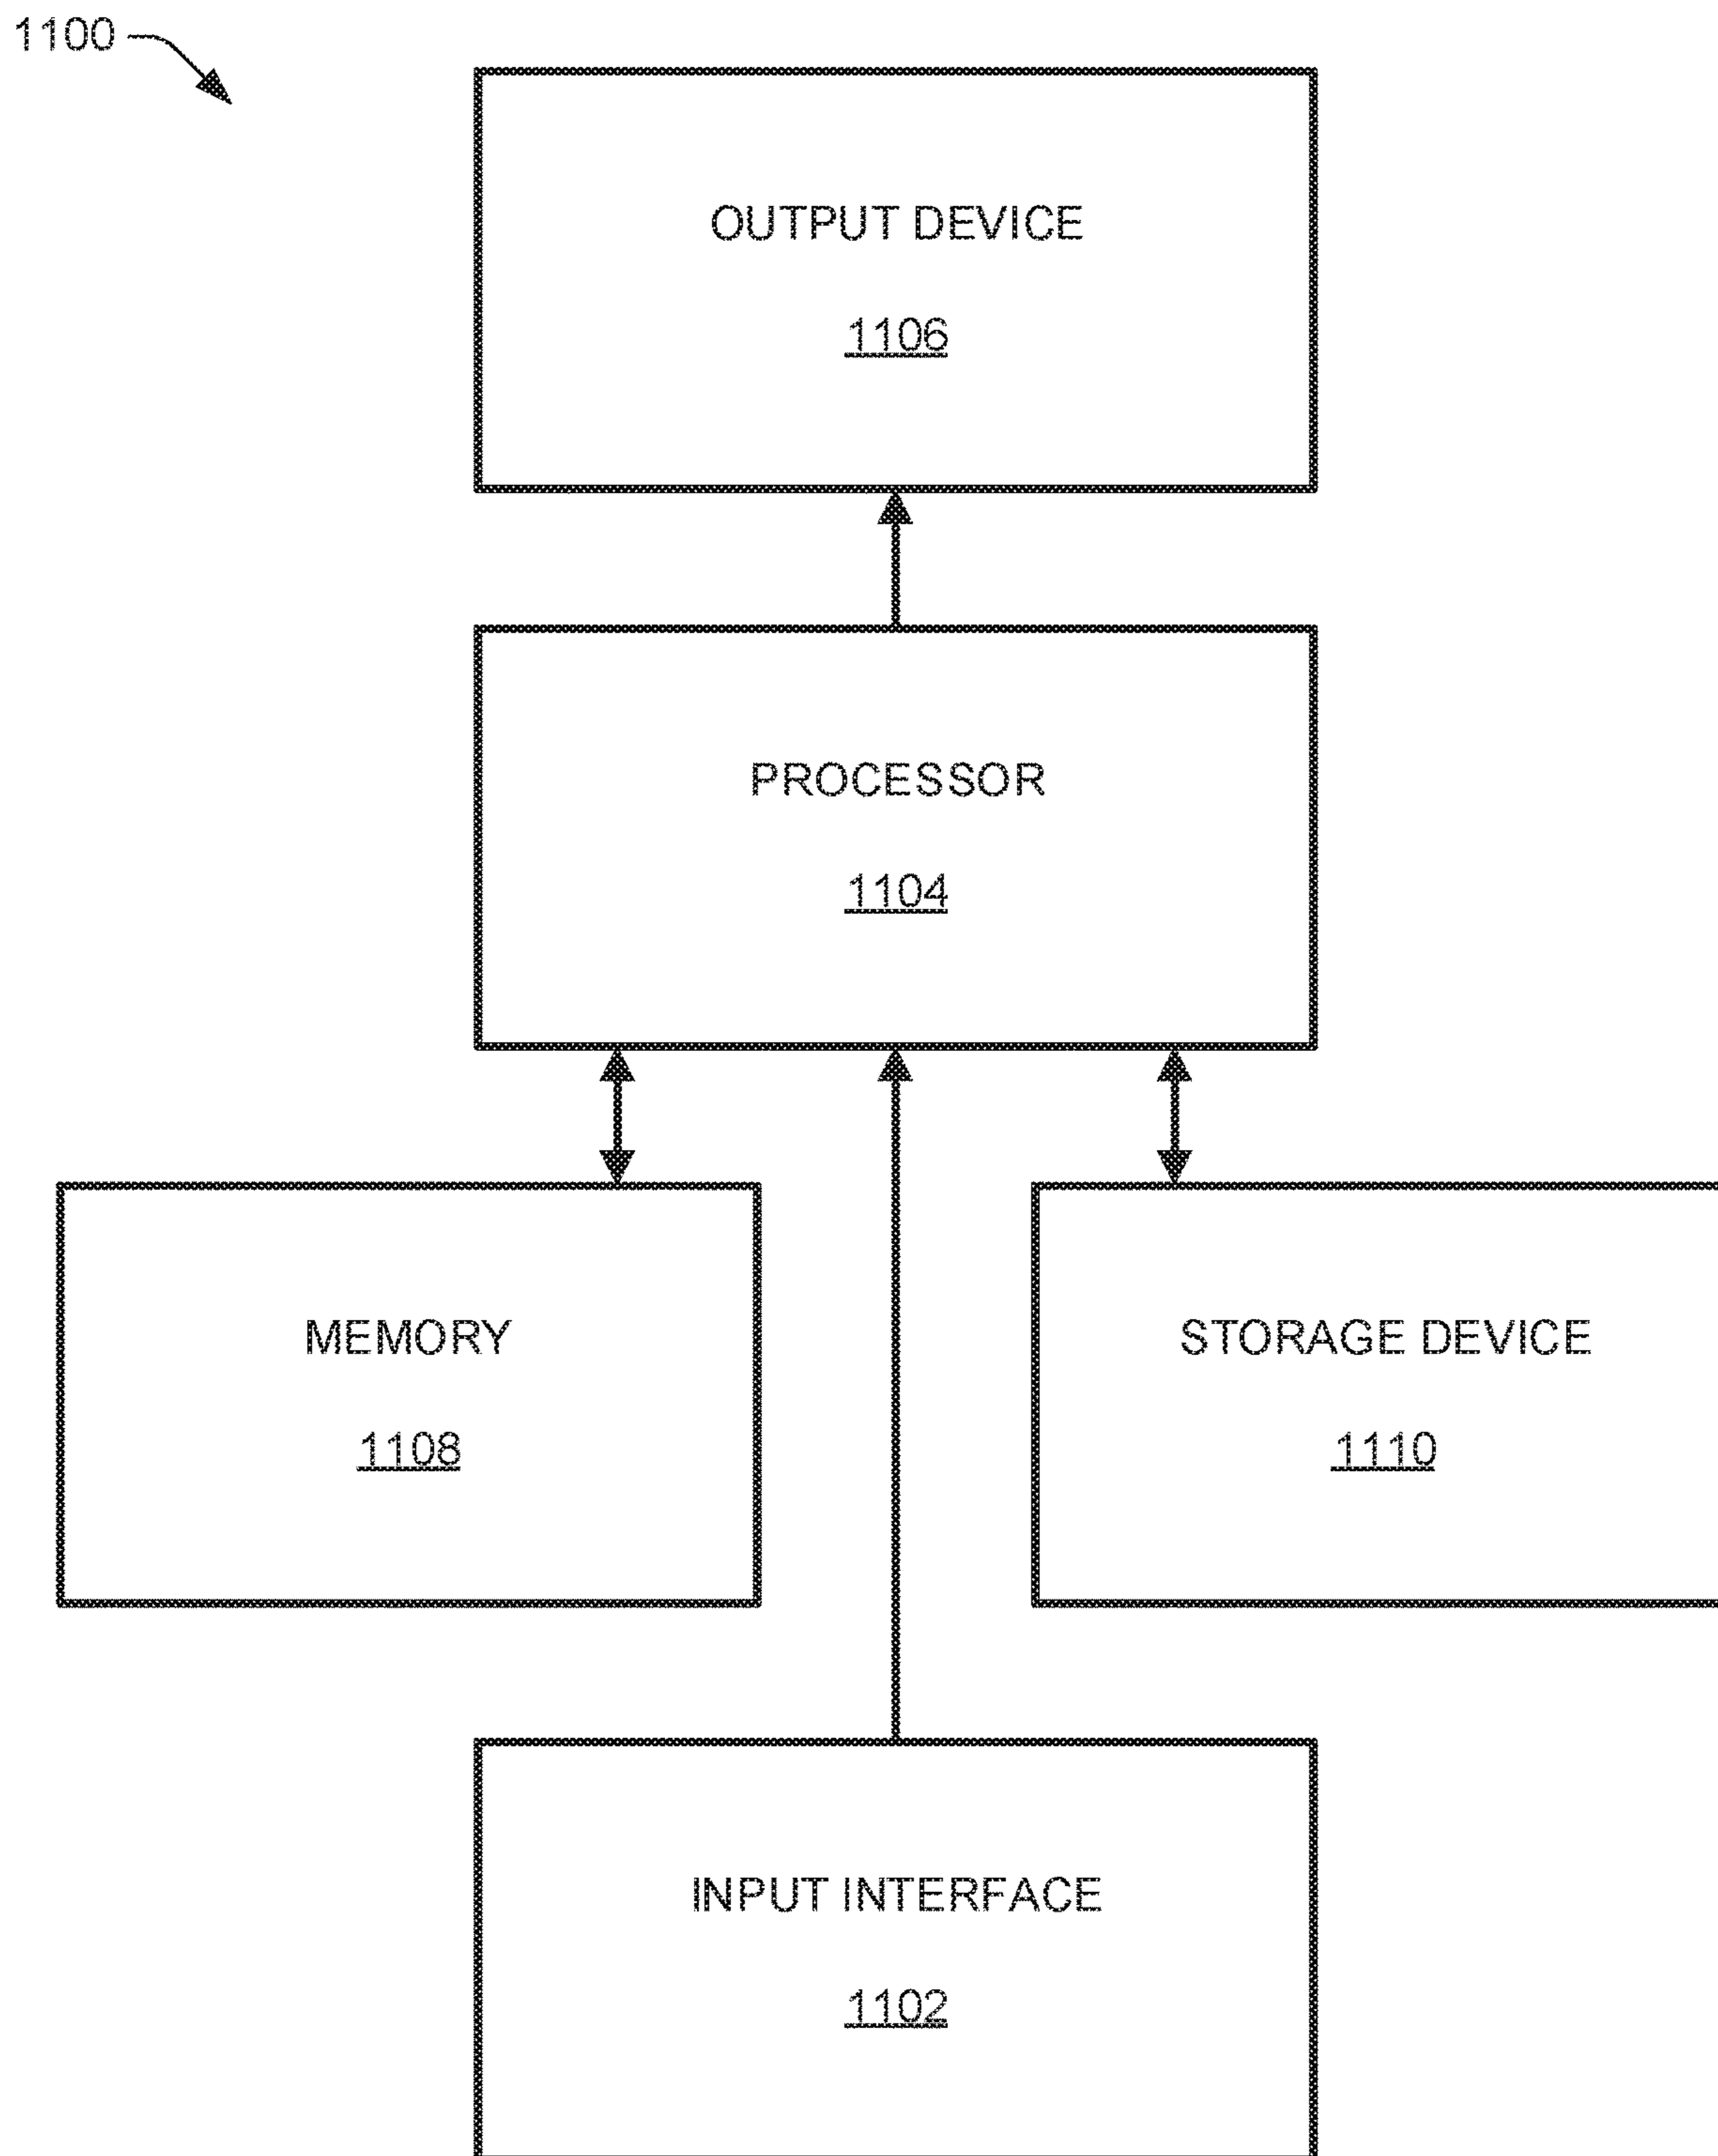 1100
OUTPUT DEVICE
1106
PROCESSOR
1104
MEMORY
1108
STORAGE DEVICE
1110
INPUT INTERFACE
1102